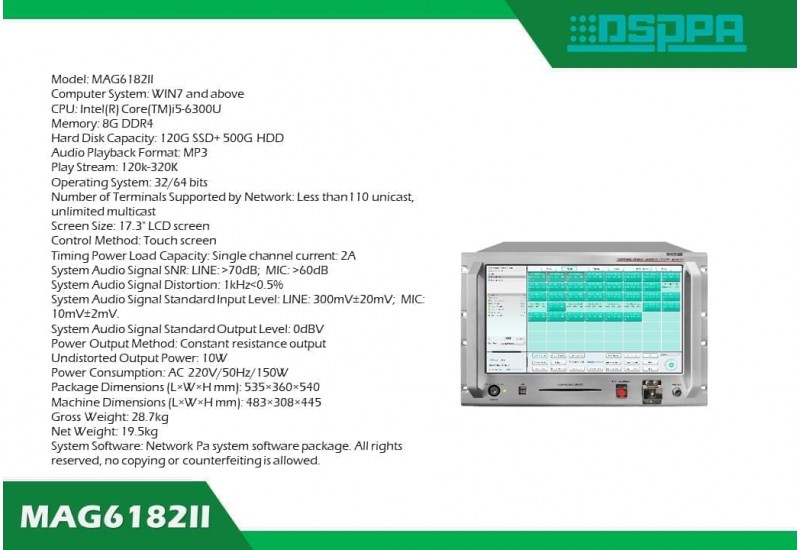 DSPPA
Model: MAG6182II
Computer System: WIN7 and above
CPU: Intel(R) Core(TM)i5-6300U
Memory: 8G DDR4
Hard Disk Capacity: 120G SSD+ 500G HDD
Audio Playback Format: MP3
Play Stream: 120k-320K
Operating System: 32/64 bits
Number of Terminals Supported by Network: Less than110 unicast,
unlimited multicast
Screen Size: 17.3" LCD screen
Control Method: Touch screen
Timing Power Load Capacity: Single channel current: 2A
System Audio Signal SNR: LINE: >70dB; MIC: >60dB
System Audio Signal Distortion: 1kHz<0.5%
System Audio Signal Standard Input Level: LINE: 300mV±20mV; MIC:
10mV±2mV.
System Audio Signal Standard Output Level: 0dBV
Power Output Method: Constant resistance output
Undistorted Output Power: 10W
Power Consumption: AC 220V/50Hz/150W
Package Dimensions (L×W×H mm): 535×360×540
Machine Dimensions (L×W×H mm): 483×308×445
Gross Weight: 28.7kg
Net Weight: 19.5kg
System Software: Network Pa system software package. All rights
reserved, no copying or counterfeiting is allowed.
MAG6182II